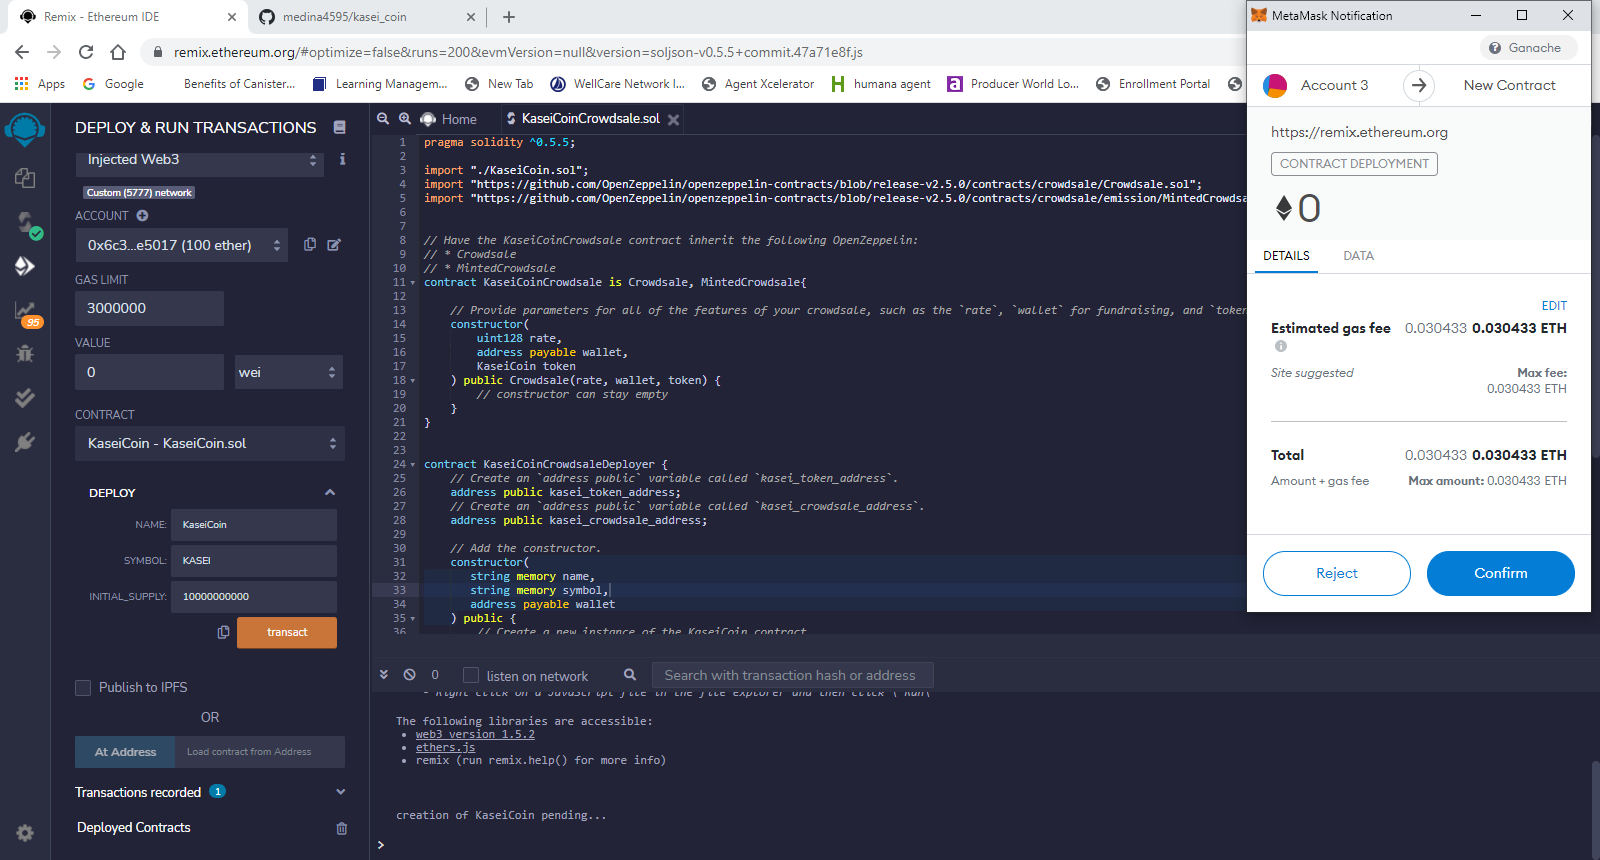 Remix - Ethereum IDE
medina4595/kasei_coin
MetaMask Notification
remix.ethereum.org/#optimize=false&runs=200&evmVersion=null&version=soljson-v0.5.5+commit.47a71e8f.js
Ganache
Apps
Google
Benefits of Canister...
Learning Managem...
New Tab
WellCare Network I...
Agent Xcelerator
humana agent
Producer World Lo...
Enrollment Portal
Account 3
New Contract
DEPLOY & RUN TRANSACTIONS
Injected Web3
i
Custom (5777) network
ACCOUNT
0x6c3...e5017 (100 ether)
GAS LIMIT
3000000
VALUE
0
wei
CONTRACT
KaseiCoin - KaseiCoin.sol
DEPLOY
NAME:
KaseiCoin
SYMBOL:
KASEI
INITIAL_SUPPLY:
10000000000
transact
Publish to IPFS
OR
At Address
Load contract from Address
Transactions recorded 1
Deployed Contracts
95
Home
KaseiCoinCrowdsale.sol
1 pragma solidity ^0.5.5;
2
3 import "./KaseiCoin.sol";
4 import "https://github.com/OpenZeppelin/openzeppelin-contracts/blob/release-v2.5.0/contracts/crowdsale/Crowdsale.sol";
5 import "https://github.com/OpenZeppelin/openzeppelin-contracts/blob/release-v2.5.0/contracts/crowdsale/emission/MintedCrowdsa
6
7
8 // Have the KaseiCoinCrowdsale contract inherit the following OpenZeppelin:
9 // * Crowdsale
10 // * MintedCrowdsale
11 contract KaseiCoinCrowdsale is Crowdsale, MintedCrowdsale{
12
13 // Provide parameters for all of the features of your crowdsale, such as the `rate`, `wallet` for fundraising, and `token
14 constructor(
15 uint128 rate,
16 address payable wallet,
17 KaseiCoin token
18 ) public Crowdsale(rate, wallet, token) {
19 // constructor can stay empty
20 }
21 }
22
23
24 contract KaseiCoinCrowdsaleDeployer {
25 // Create an `address public` variable called `kasei_token_address`.
26 address public kasei_token_address;
27 // Create an `address public` variable called `kasei_crowdsale_address`.
28 address public kasei_crowdsale_address;
29
30 // Add the constructor.
31 constructor(
32 string memory name,
33 string memory symbol,
34 address payable wallet
35 ) public {
36 // Create a new instance of the KaseiCoin contract
0
listen on network
Search with transaction hash or address
- Right click on a JavaScript file in the file explorer and then click \`Run\`
The following libraries are accessible:
• web3 version 1.5.2
• ethers.js
• remix (run remix.help() for more info)
creation of KaseiCoin pending...
>
https://remix.ethereum.org
CONTRACT DEPLOYMENT
0
DETAILS
DATA
EDIT
Estimated gas fee 0.030433 0.030433 ETH
Site suggested
Max fee:
0.030433 ETH
Total 0.030433 0.030433 ETH
Amount + gas fee
Max amount: 0.030433 ETH
Reject
Confirm